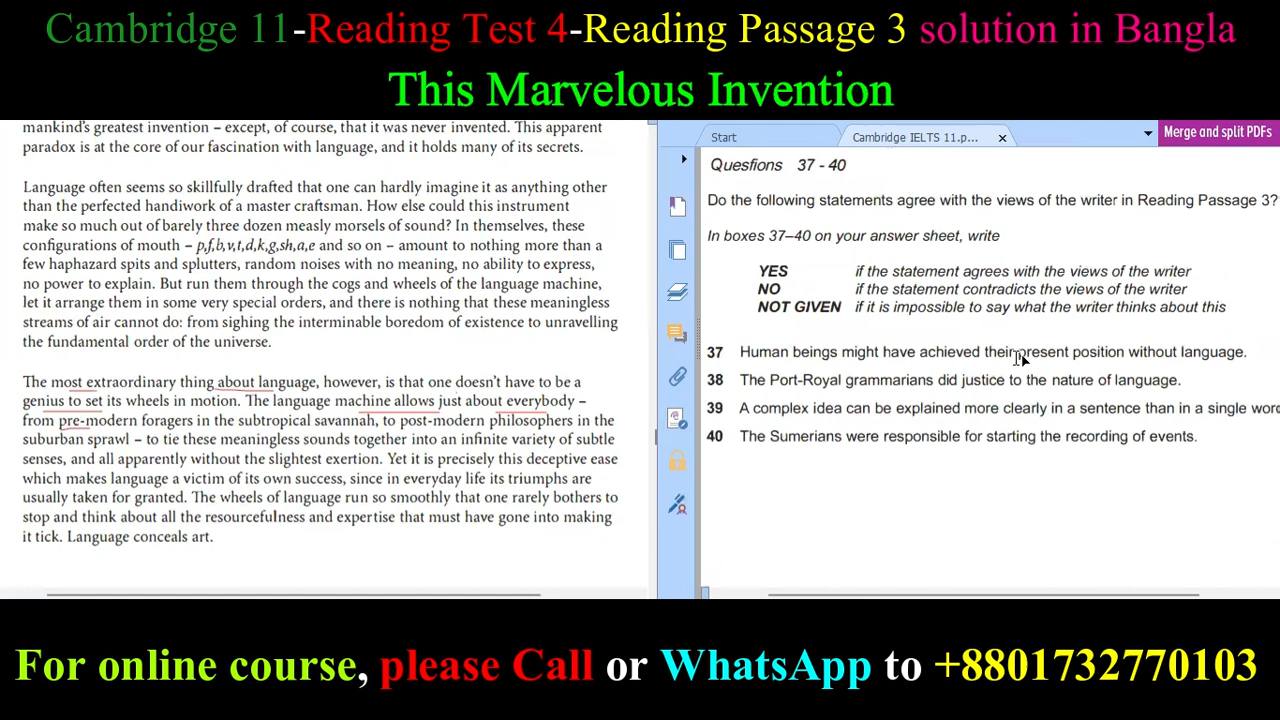 Cambridge 11-Reading Test 4-Reading Passage 3 solution in Bangla
This Marvelous Invention
mankind's greatest invention – except, of course, that it was never invented. This apparent
paradox is at the core of our fascination with language, and it holds many of its secrets.
Language often seems so skillfully drafted that one can hardly imagine it as anything other
than the perfected handiwork of a master craftsman. How else could this instrument
make so much out of barely three dozen measly morsels of sound? In themselves, these
configurations of mouth – p,f,b,v,t,d,k,g,sh,a,e and so on – amount to nothing more than a
few haphazard spits and splutters, random noises with no meaning, no ability to express,
no power to explain. But run them through the cogs and wheels of the language machine,
let it arrange them in some very special orders, and there is nothing that these meaningless
streams of air cannot do: from sighing the interminable boredom of existence to unravelling
the fundamental order of the universe.
The most extraordinary thing about language, however, is that one doesn't have to be a
genius to set its wheels in motion. The language machine allows just about everybody –
from pre-modern foragers in the subtropical savannah, to post-modern philosophers in the
suburban sprawl – to tie these meaningless sounds together into an infinite variety of subtle
senses, and all apparently without the slightest exertion. Yet it is precisely this deceptive ease
which makes language a victim of its own success, since in everyday life its triumphs are
usually taken for granted. The wheels of language run so smoothly that one rarely bothers to
stop and think about all the resourcefulness and expertise that must have gone into making
it tick. Language conceals art.
Start
Cambridge IELTS 11.p...
Merge and split PDFs
Questions 37 - 40
Do the following statements agree with the views of the writer in Reading Passage 3?
In boxes 37–40 on your answer sheet, write
YES if the statement agrees with the views of the writer
NO if the statement contradicts the views of the writer
NOT GIVEN if it is impossible to say what the writer thinks about this
37 Human beings might have achieved their present position without language.
38 The Port-Royal grammarians did justice to the nature of language.
39 A complex idea can be explained more clearly in a sentence than in a single wor
40 The Sumerians were responsible for starting the recording of events.
For online course, please Call or WhatsApp to +8801732770103